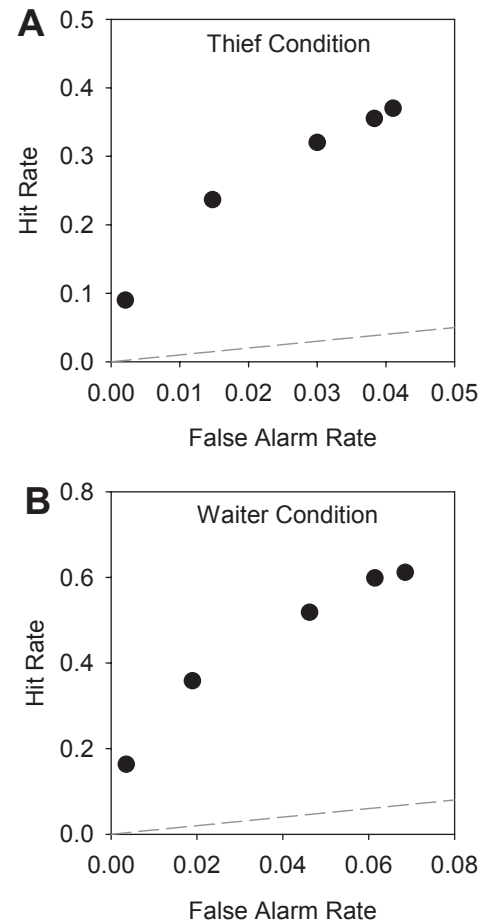 A
Thief Condition
Hit Rate
0.5
0.4
0.3
0.2
0.1
0.0
0.00 0.01 0.02 0.03 0.04 0.05
False Alarm Rate
B
Waiter Condition
Hit Rate
0.8
0.6
0.4
0.2
0.0
0.00 0.02 0.04 0.06 0.08
False Alarm Rate